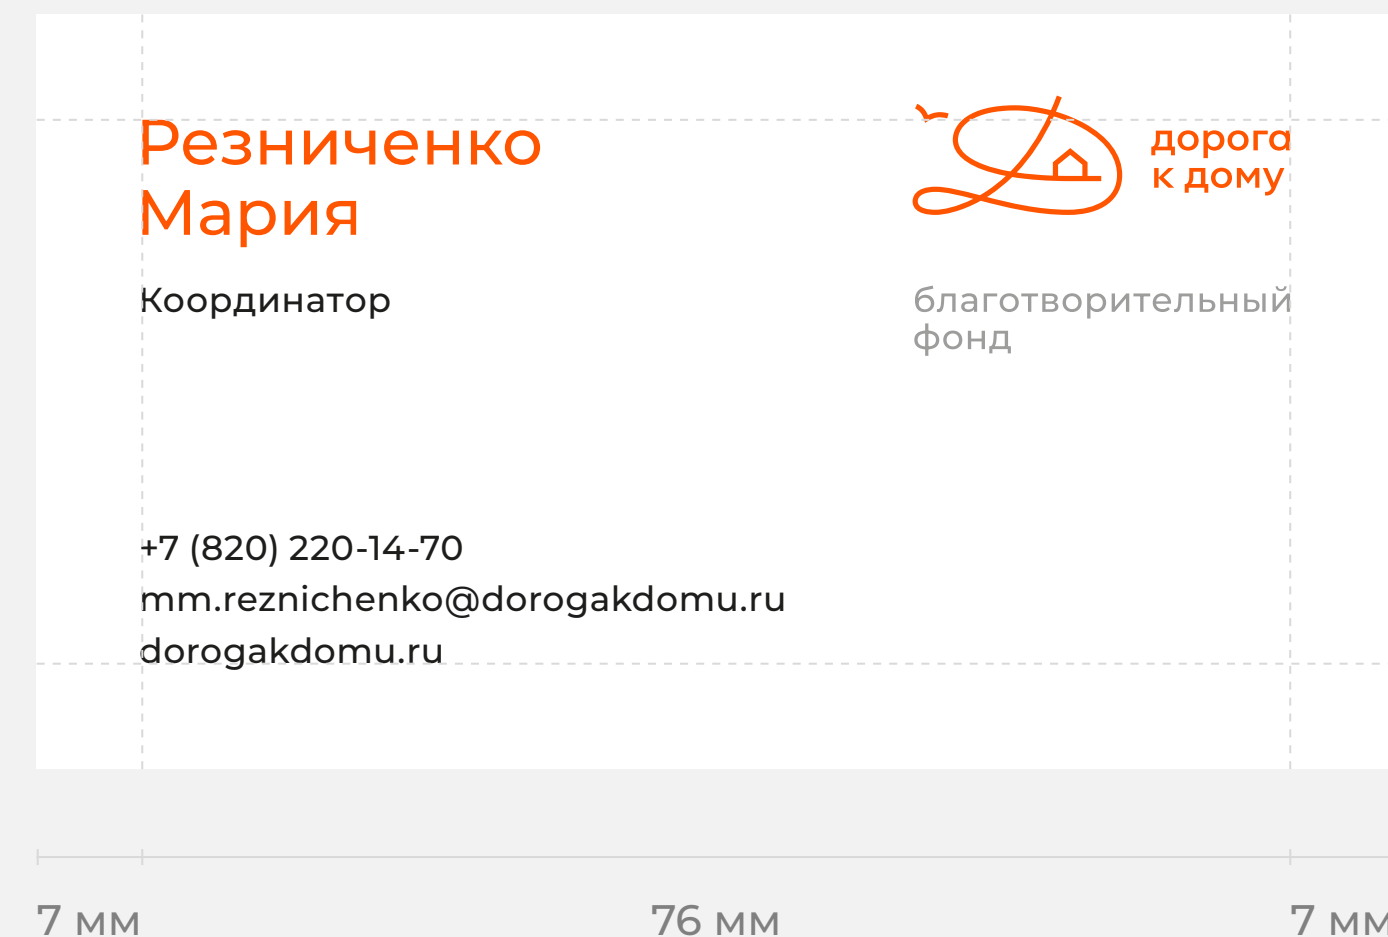 Резниченко
Мария
Координатор
дорога
к дому
благотворительный
фонд
+7 (820) 220-14-70
mm.reznichenko@dorogakdomu.ru
dorogakdomu.ru
7 мм
76 мм
7 мм